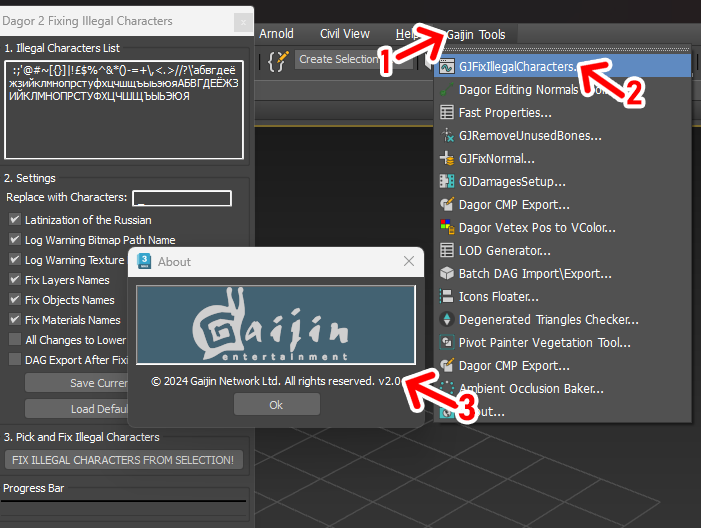 Dagor 2 Fixing Illegal Characters
x
1. Illegal Characters List
:;'@#~[{}]|!£$%^&*()-=+\,<.>//?\'абвгдеё
жзийклмнопрстуфхцчшщъыьэюяАБВГДЕЁЖЗ
ИЙКЛМНОПРСТУФХЦЧШЩЪЫЬЭЮЯ
2. Settings
Replace with Characters: _
Latinization of the Russian
Log Warning Bitmap Path Name
Log Warning Texture
Fix Layers Names
Fix Objects Names
Fix Materials Names
All Changes to Lower
DAG Export After Fixi
Save Curren
Load Defaul
3. Pick and Fix Illegal Characters
FIX ILLEGAL CHARACTERS FROM SELECTION!
Progress Bar
Arnold Civil View Help Gaijin Tools
Create Selection
1
GJFixIllegalCharacters...
2
Dagor Editing Normals
Fast Properties...
GJRemoveUnusedBones...
GJFixNormal...
GJDamagesSetup...
Dagor CMP Export...
Dagor Vetex Pos to VColor...
LOD Generator...
Batch DAG Import\Export...
Icons Floater...
Degenerated Triangles Checker...
Pivot Painter Vegetation Tool...
Dagor CMP Export...
Ambient Occlusion Baker...
3 About
Gaijin
entertainment
© 2024 Gaijin Network Ltd. All rights reserved. v2.0
3
Ok